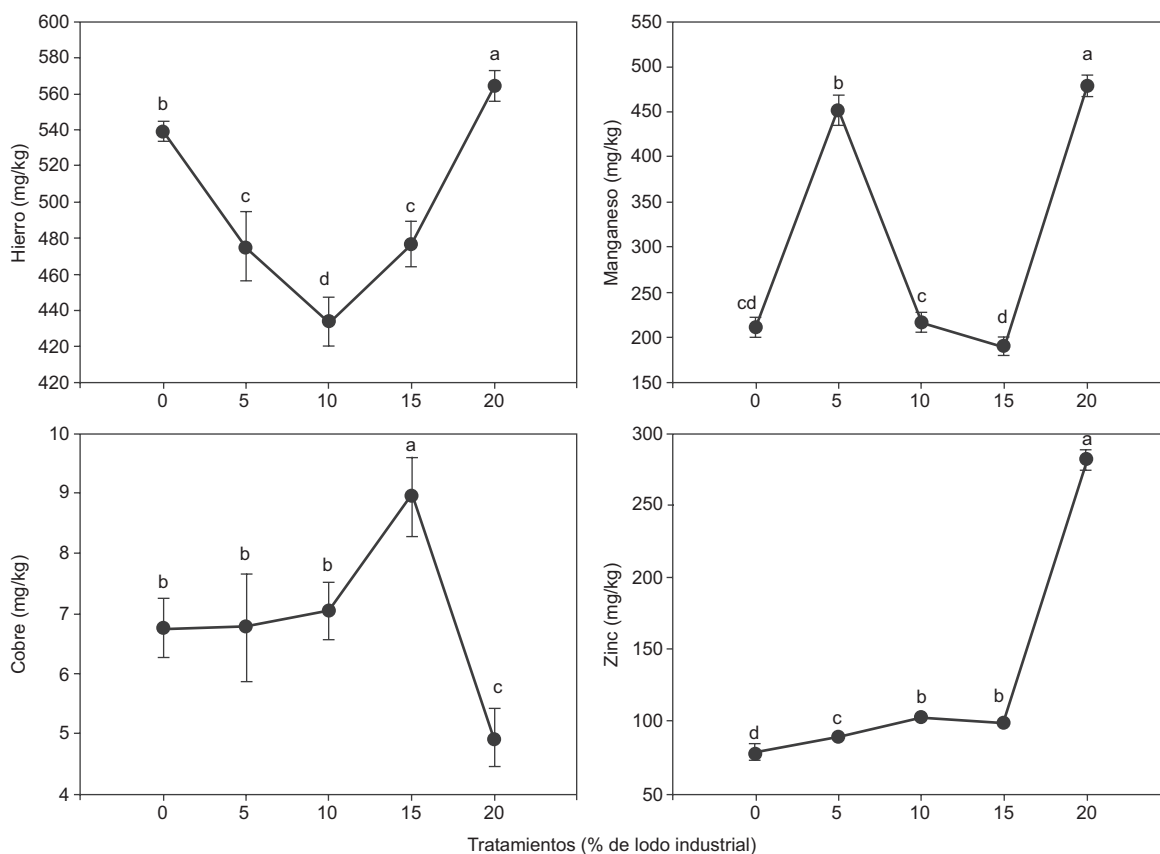 600
580
560
540
520
500
480
460
440
420
420
Hierro (mg/kg)
b
c
d
c
a
0 5 10 15 20
550
500
450
400
350
300
250
200
150
Manganeso (mg/kg)
cd
b
c
d
a
0 5 10 15 20
10
9
8
7
6
5
4
Cobre (mg/kg)
b
b
b
a
c
0 5 10 15 20
300
250
200
150
100
50
Zinc (mg/kg)
d
c
b
b
a
0 5 10 15 20
Tratamientos (% de lodo industrial)